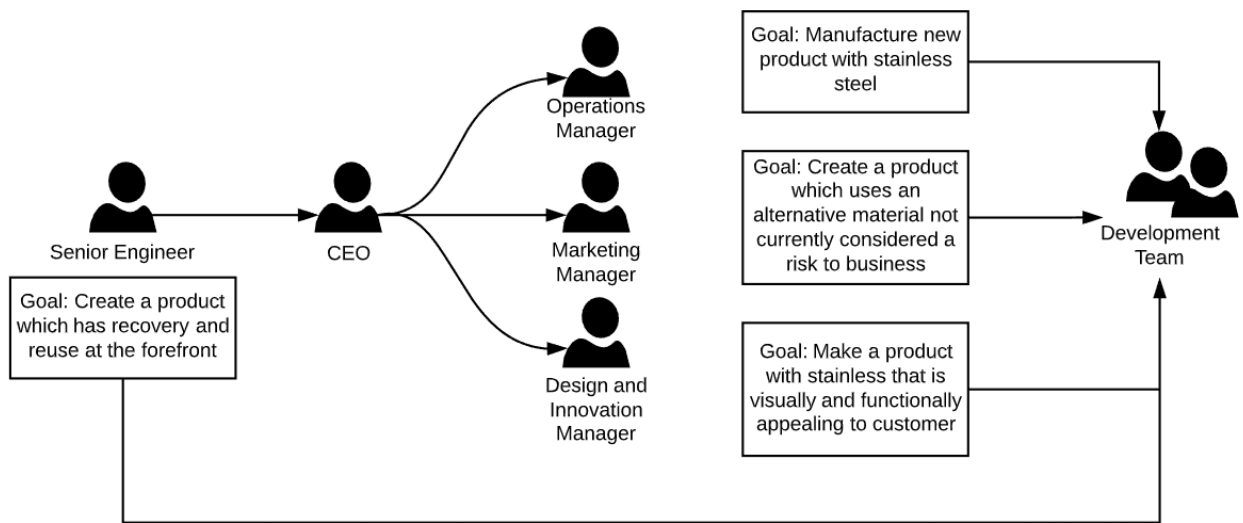 Senior Engineer
Goal: Create a product
which has recovery and
reuse at the forefront
CEO
Operations
Manager
Marketing
Manager
Design and
Innovation
Manager
Goal: Manufacture new
product with stainless
steel
Goal: Create a product
which uses an
alternative material not
currently considered a
risk to business
Goal: Make a product
with stainless that is
visually and functionally
appealing to customer
Development
Team